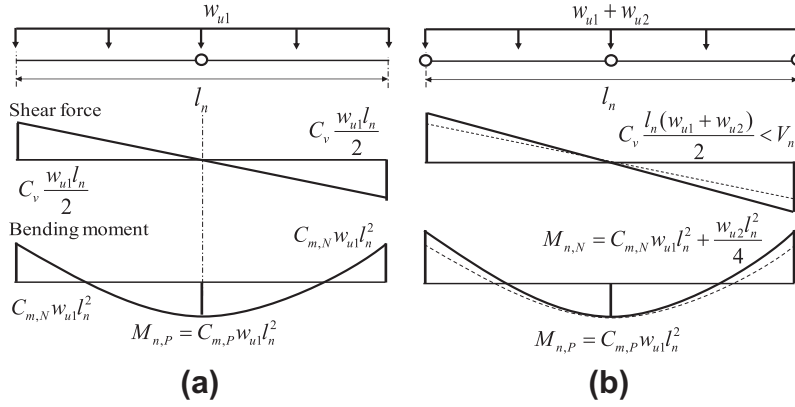 w_{u1}
l_n
Shear force
C_v \frac{w_{u1} l_n}{2}
C_v \frac{w_{u1} l_n}{2}
Bending moment
C_{m,N} w_{u1} l_n^2
C_{m,N} w_{u1} l_n^2
M_{n,P} = C_{m,P} w_{u1} l_n^2
(a)
w_{u1} + w_{u2}
l_n
C_v \frac{l_n (w_{u1} + w_{u2})}{2} < V_n
M_{n,N} = C_{m,N} w_{u1} l_n^2 + \frac{w_{u2} l_n^2}{4}
M_{n,P} = C_{m,P} w_{u1} l_n^2
(b)